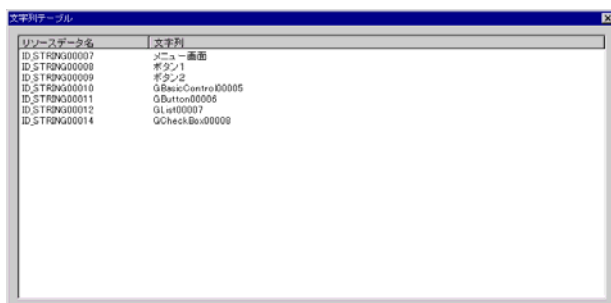 文字列テーブル
リソースデータ名 文字列
ID_STRING00007 メニュー画面
ID_STRING00008 ボタン1
ID_STRING00009 ボタン2
ID_STRING00010 GBasicControl00005
ID_STRING00011 GButton00006
ID_STRING00012 GList00007
ID_STRING00014 GCheckBox00008